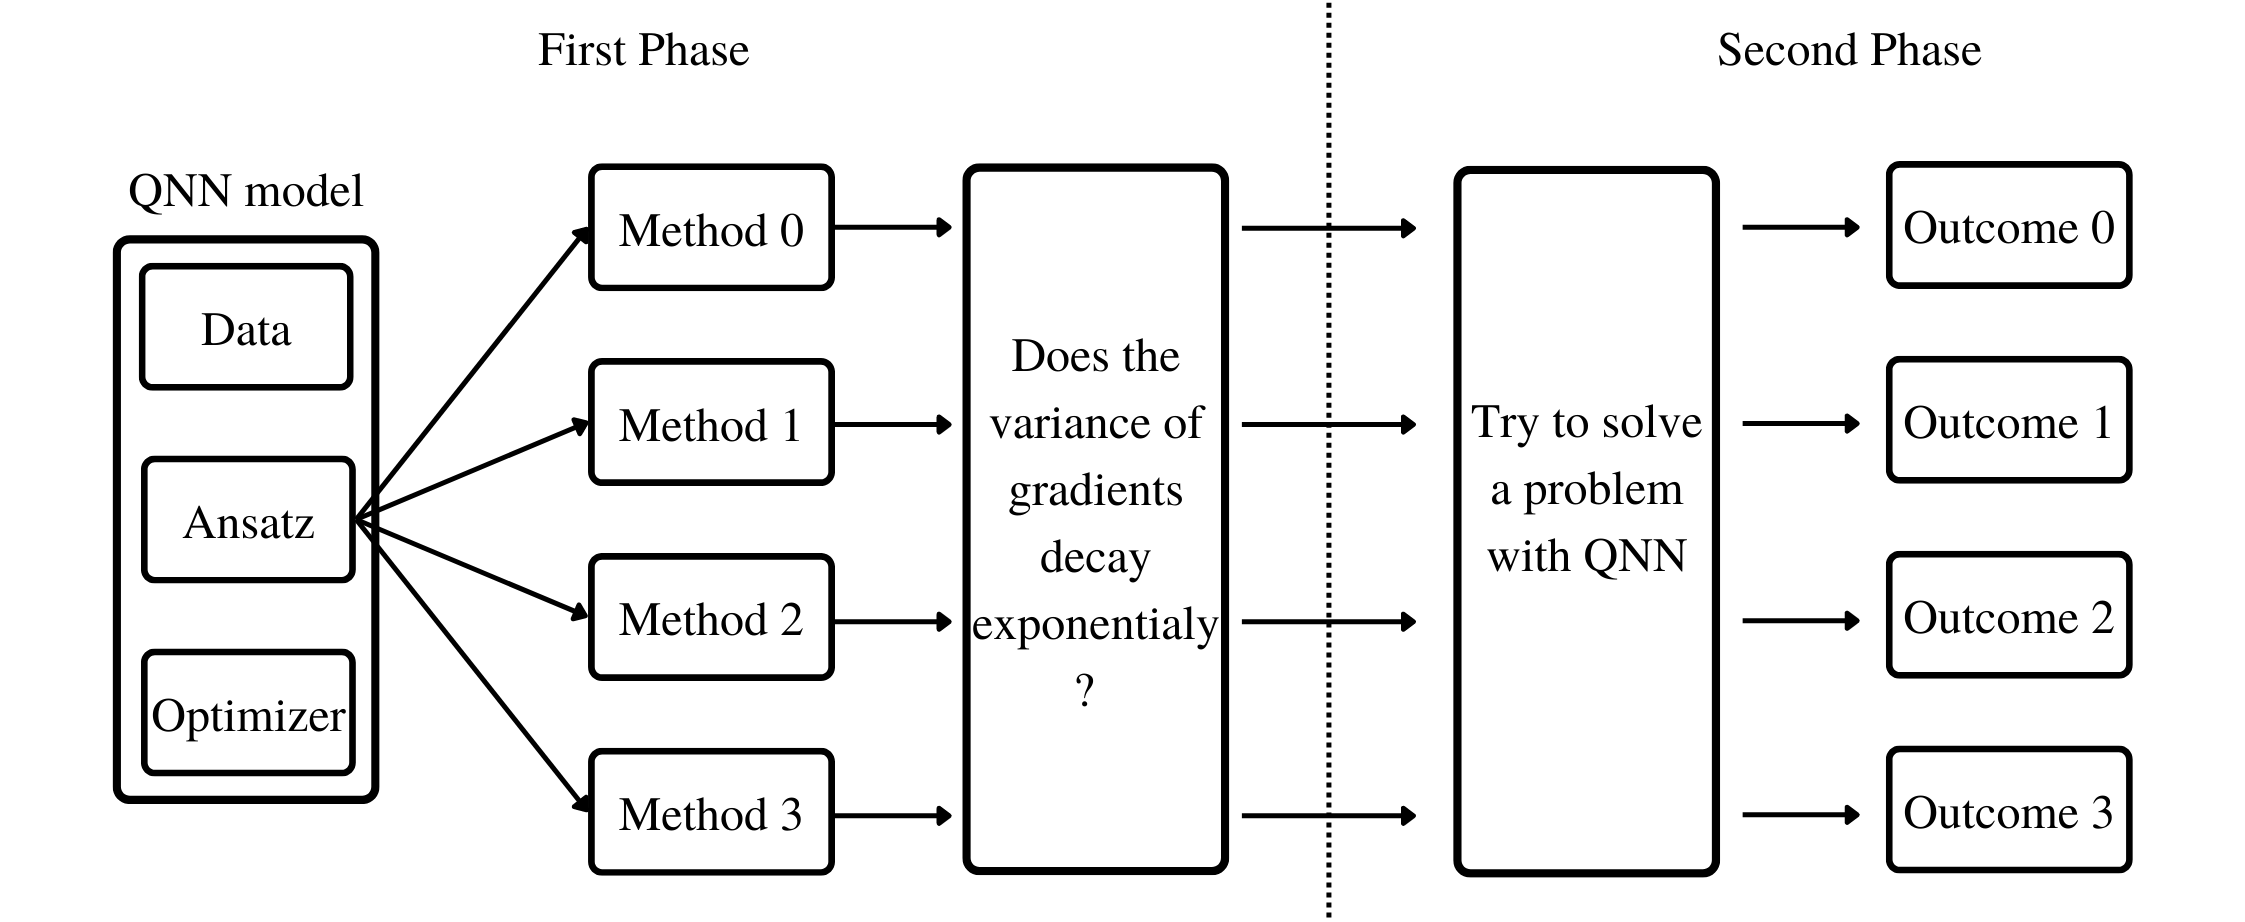 First Phase
Second Phase
QNN model
Data
Ansatz
Optimizer
Method 0
Method 1
Method 2
Method 3
Does the
variance of
gradients
decay
exponentialy
?
Try to solve
a problem
with QNN
Outcome 0
Outcome 1
Outcome 2
Outcome 3